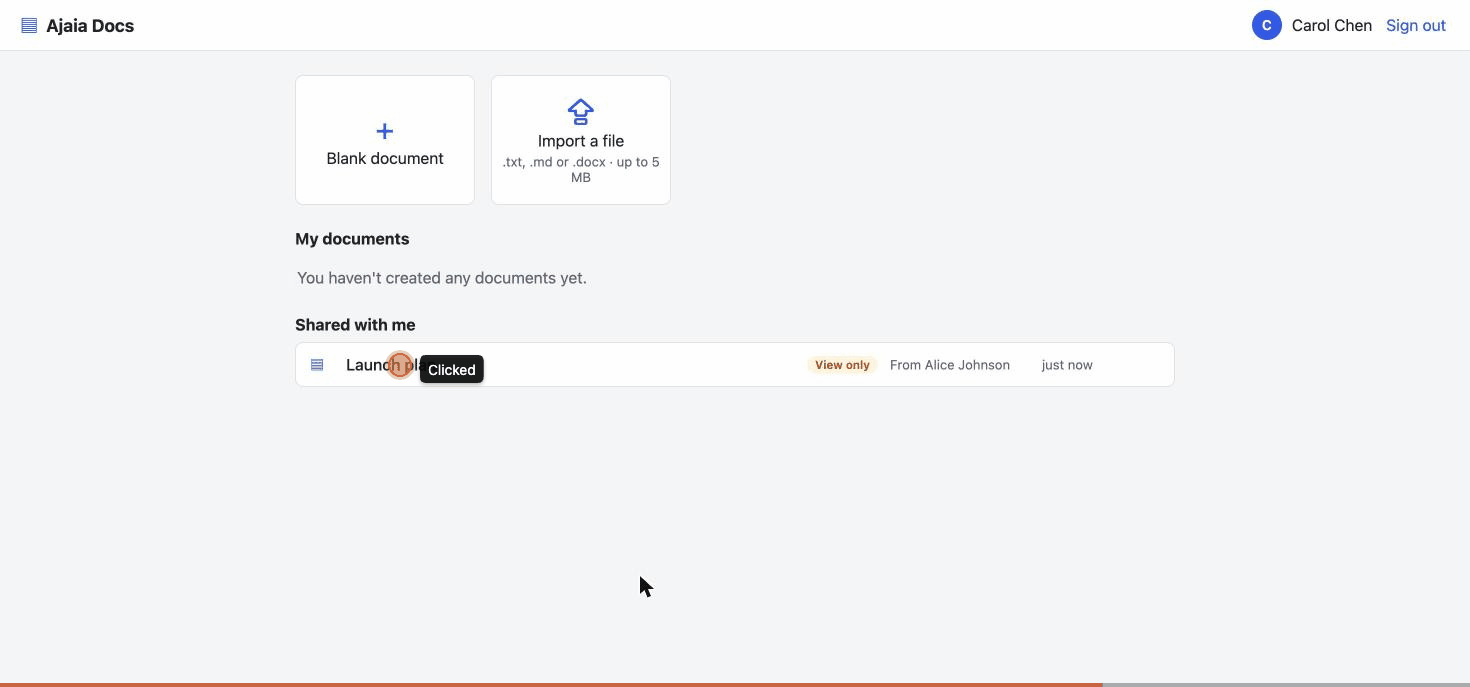 Ajaia Docs
C Carol Chen Sign out
+
Blank document
Import a file
.txt, .md or .docx · up to 5
MB
My documents
You haven't created any documents yet.
Shared with me
Launch plan View only From Alice Johnson just now
Clicked